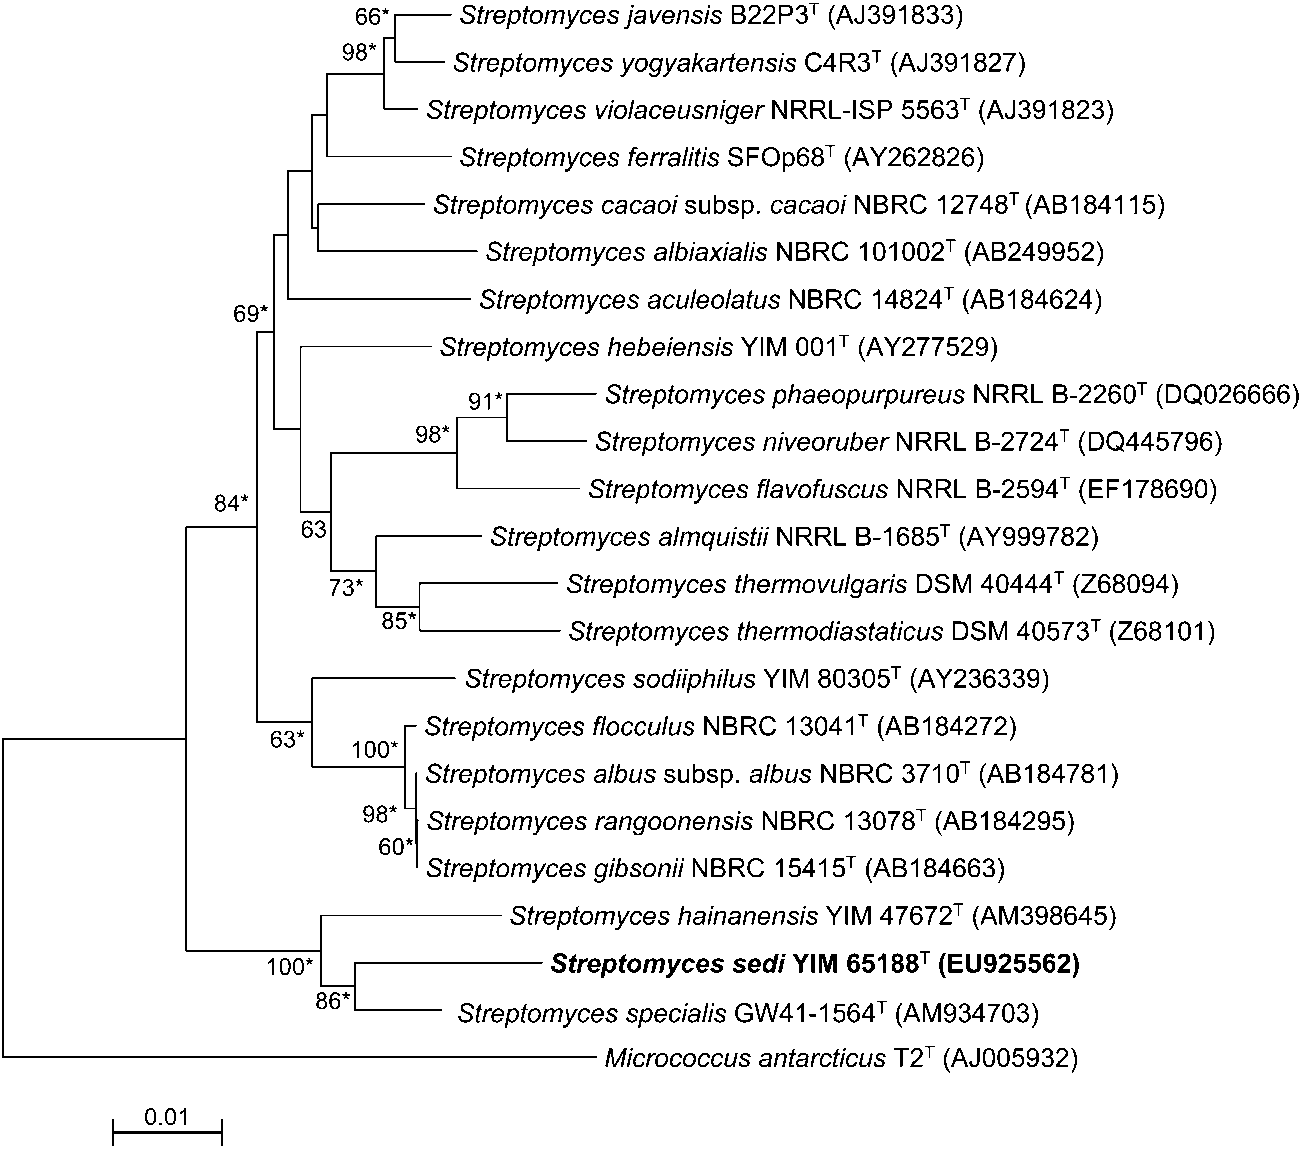 66*
Streptomyces javensis B22P3ᵀ (AJ391833)
98*
Streptomyces yogyakartensis C4R3ᵀ (AJ391827)
Streptomyces violaceusniger NRRL-ISP 5563ᵀ (AJ391823)
Streptomyces ferralitis SFOp68ᵀ (AY262826)
Streptomyces cacaoi subsp. cacaoi NBRC 12748ᵀ (AB184115)
Streptomyces albiaxialis NBRC 101002ᵀ (AB249952)
Streptomyces aculeolatus NBRC 14824ᵀ (AB184624)
69*
Streptomyces hebeiensis YIM 001ᵀ (AY277529)
Streptomyces phaeopurpureus NRRL B-2260ᵀ (DQ026666)
91*
98*
Streptomyces niveoruber NRRL B-2724ᵀ (DQ445796)
Streptomyces flavofuscus NRRL B-2594ᵀ (EF178690)
84*
63
Streptomyces almquistii NRRL B-1685ᵀ (AY999782)
73*
Streptomyces thermovulgaris DSM 40444ᵀ (Z68094)
85*
Streptomyces thermodiastaticus DSM 40573ᵀ (Z68101)
Streptomyces sodiiphilus YIM 80305ᵀ (AY236339)
63*
Streptomyces flocculus NBRC 13041ᵀ (AB184272)
100*
Streptomyces albus subsp. albus NBRC 3710ᵀ (AB184781)
98*
Streptomyces rangoonensis NBRC 13078ᵀ (AB184295)
60*
Streptomyces gibsonii NBRC 15415ᵀ (AB184663)
Streptomyces hainanensis YIM 47672ᵀ (AM398645)
100*
Streptomyces sedi YIM 65188ᵀ (EU925562)
86*
Streptomyces specialis GW41-1564ᵀ (AM934703)
Micrococcus antarcticus T2ᵀ (AJ005932)
0.01